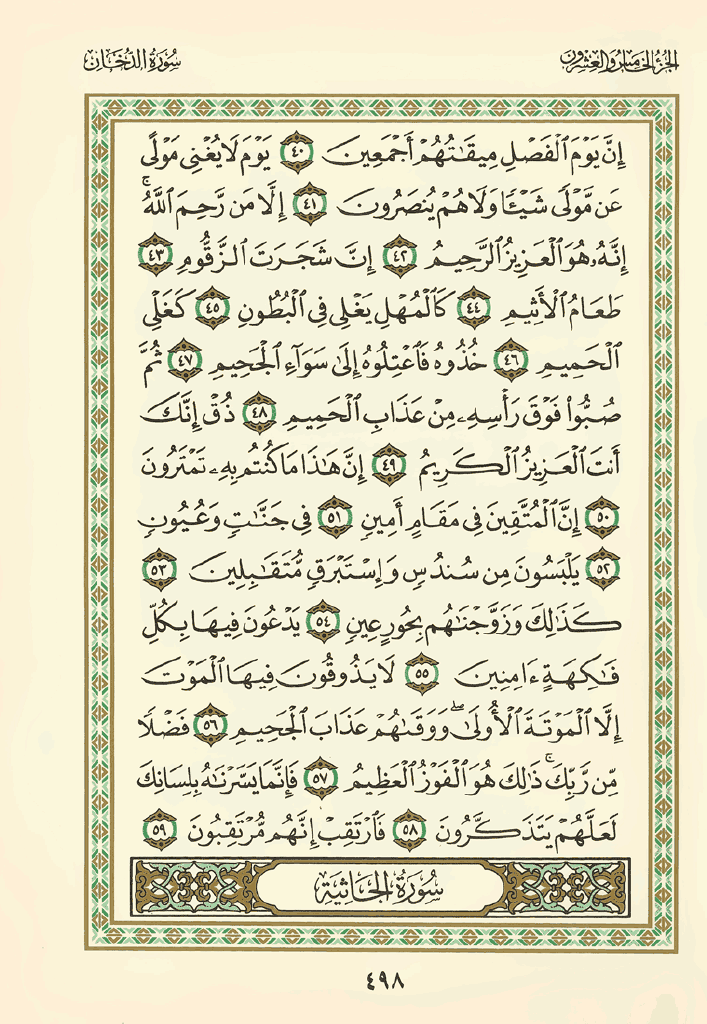 الجزء الخامس والعشرون
سورة الدخان
إِنَّ يَوْمَ ٱلْفَصْلِ مِيقَٰتُهُمْ أَجْمَعِينَ ٤٠ يَوْمَ لَا يُغْنِى مَوْلًى
عَن مَّوْلًى شَيْـًٔا وَلَا هُمْ يُنصَرُونَ ٤١ إِلَّا مَن رَّحِمَ ٱللَّهُ ۚ
إِنَّهُۥ هُوَ ٱلْعَزِيزُ ٱلرَّحِيمُ ٤٢ إِنَّ شَجَرَتَ ٱلزَّقُّومِ ٤٣
طَعَامُ ٱلْأَثِيمِ ٤٤ كَٱلْمُهْلِ يَغْلِى فِى ٱلْبُطُونِ ٤٥ كَغَلْىِ
ٱلْحَمِيمِ ٤٦ خُذُوهُ فَٱعْتِلُوهُ إِلَىٰ سَوَآءِ ٱلْجَحِيمِ ٤٧ ثُمَّ
صُبُّوا۟ فَوْقَ رَأْسِهِۦ مِنْ عَذَابِ ٱلْحَمِيمِ ٤٨ ذُقْ إِنَّكَ
أَنتَ ٱلْعَزِيزُ ٱلْكَرِيمُ ٤٩ إِنَّ هَٰذَا مَا كُنتُم بِهِۦ تَمْتَرُونَ
٥٠ إِنَّ ٱلْمُتَّقِينَ فِى مَقَامٍ أَمِينٍ ٥١ فِى جَنَّٰتٍ وَعُيُونٍ
٥٢ يَلْبَسُونَ مِن سُندُسٍ وَإِسْتَبْرَقٍ مُّتَقَٰبِلِينَ ٥٣
كَذَٰلِكَ وَزَوَّجْنَٰهُم بِحُورٍ عِينٍ ٥٤ يَدْعُونَ فِيهَا بِكُلِّ
فَٰكِهَةٍ ءَامِنِينَ ٥٥ لَا يَذُوقُونَ فِيهَا ٱلْمَوْتَ
إِلَّا ٱلْمَوْتَةَ ٱلْأُولَىٰ ۖ وَوَقَىٰهُمْ عَذَابَ ٱلْجَحِيمِ ٥٦ فَضْلًا
مِّن رَّبِّكَ ۚ ذَٰلِكَ هُوَ ٱلْفَوْزُ ٱلْعَظِيمُ ٥٧ فَإِنَّمَا يَسَّرْنَٰهُ بِلِسَانِكَ
لَعَلَّهُمْ يَتَذَكَّرُونَ ٥٨ فَٱرْتَقِبْ إِنَّهُم مُّرْتَقِبُونَ ٥٩
سُورَةُ الجَاثِيَةِ
٤٩٨